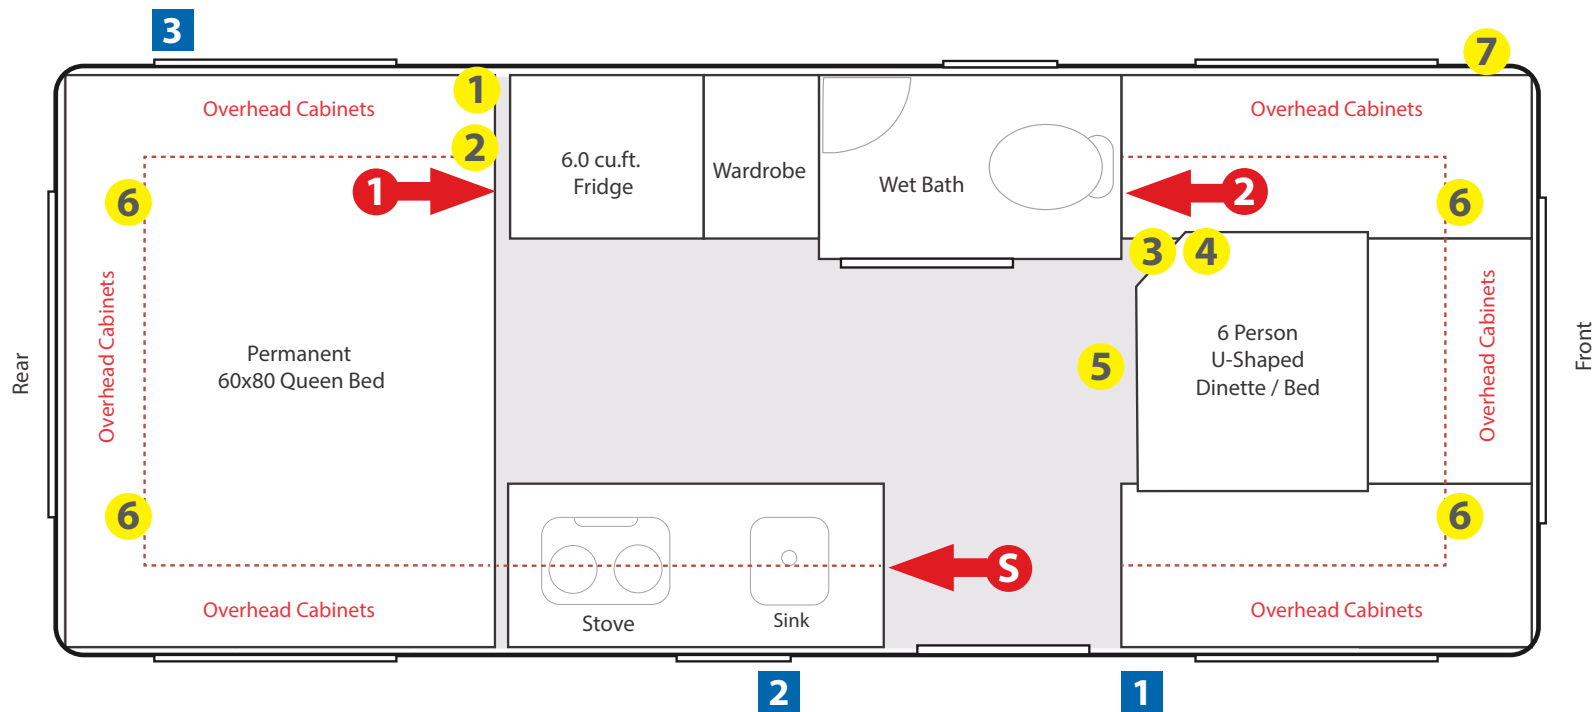 3
7
1
Overhead Cabinets
Overhead Cabinets
2
6.0 cu.ft.
Fridge
Wardrobe
Wet Bath
1
2
6
6
3
4
Overhead Cabinets
Permanent
60x80 Queen Bed
5
6 Person
U-Shaped
Dinette / Bed
Overhead Cabinets
Rear
Front
6
6
S
Overhead Cabinets
Stove
Sink
Overhead Cabinets
2
1